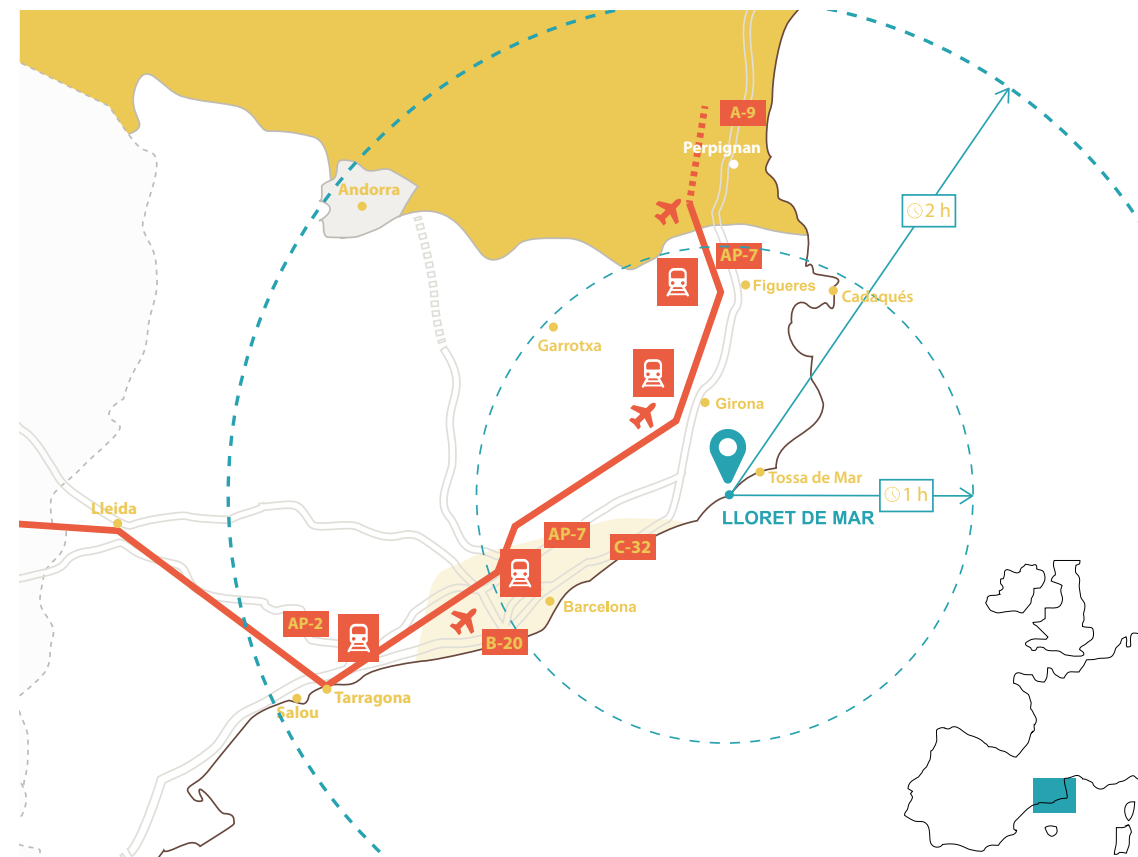 A-9
Perpignan
Andorra
2 h
AP-7
Figueres
Cadaqués
Garrotxa
Girona
Tossa de Mar
1 h
Lleida
LLORET DE MAR
AP-7
C-32
Barcelona
AP-2
B-20
Tarragona
Salou